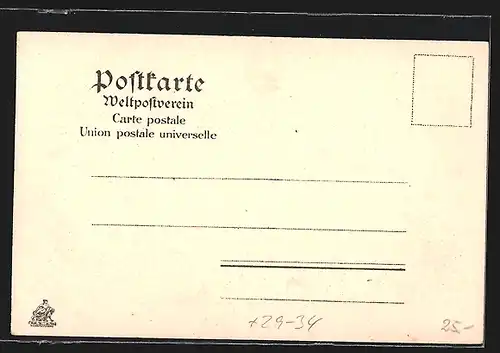 Postkarte
Weltpostverein
Carte postale
Union postale universelle
+29-34
25.-